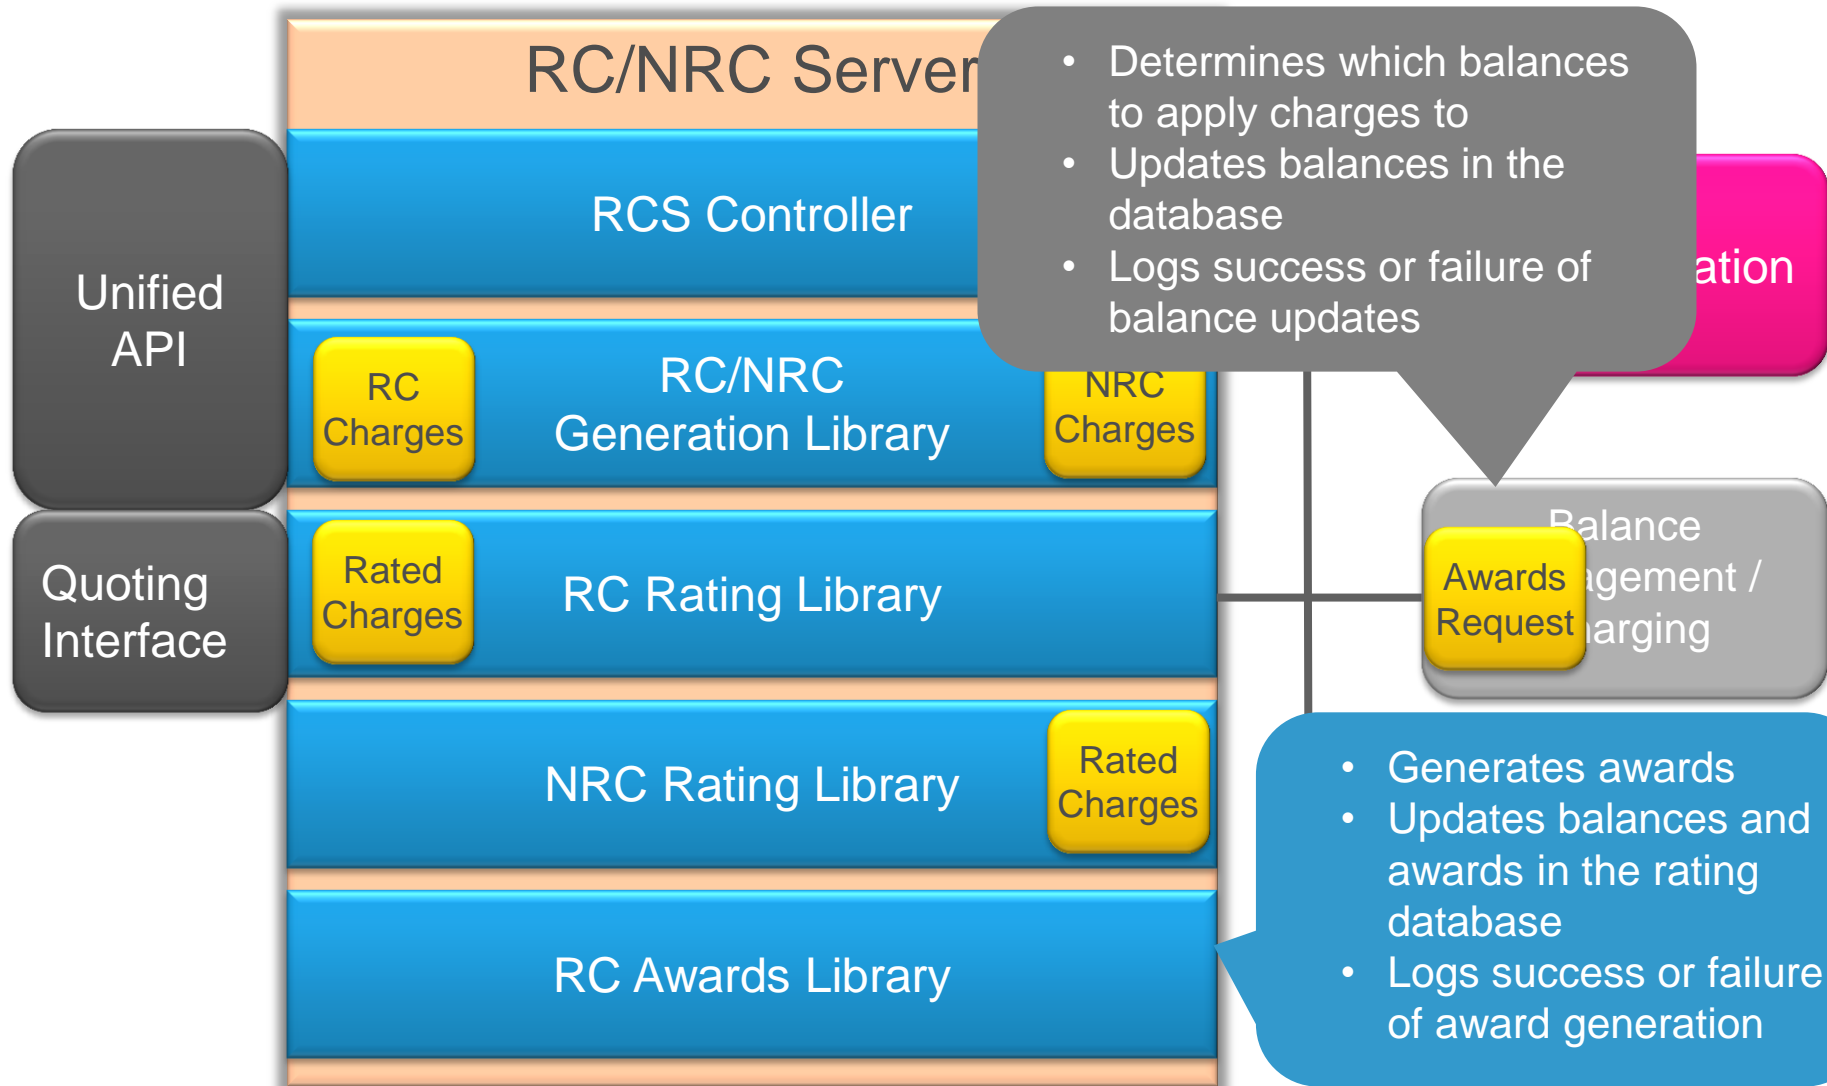 RC/NRC Server
• Determines which balances
to apply charges to
• Updates balances in the
database
• Logs success or failure of
balance updates
RCS Controller
ation
Unified
API
RC
Charges
RC/NRC
Generation Library
NRC
Charges
Quoting
Interface
Rated
Charges
RC Rating Library
Balance
agement /
arging
Awards
Request
NRC Rating Library
Rated
Charges
• Generates awards
• Updates balances and
awards in the rating
database
• Logs success or failure
of award generation
RC Awards Library